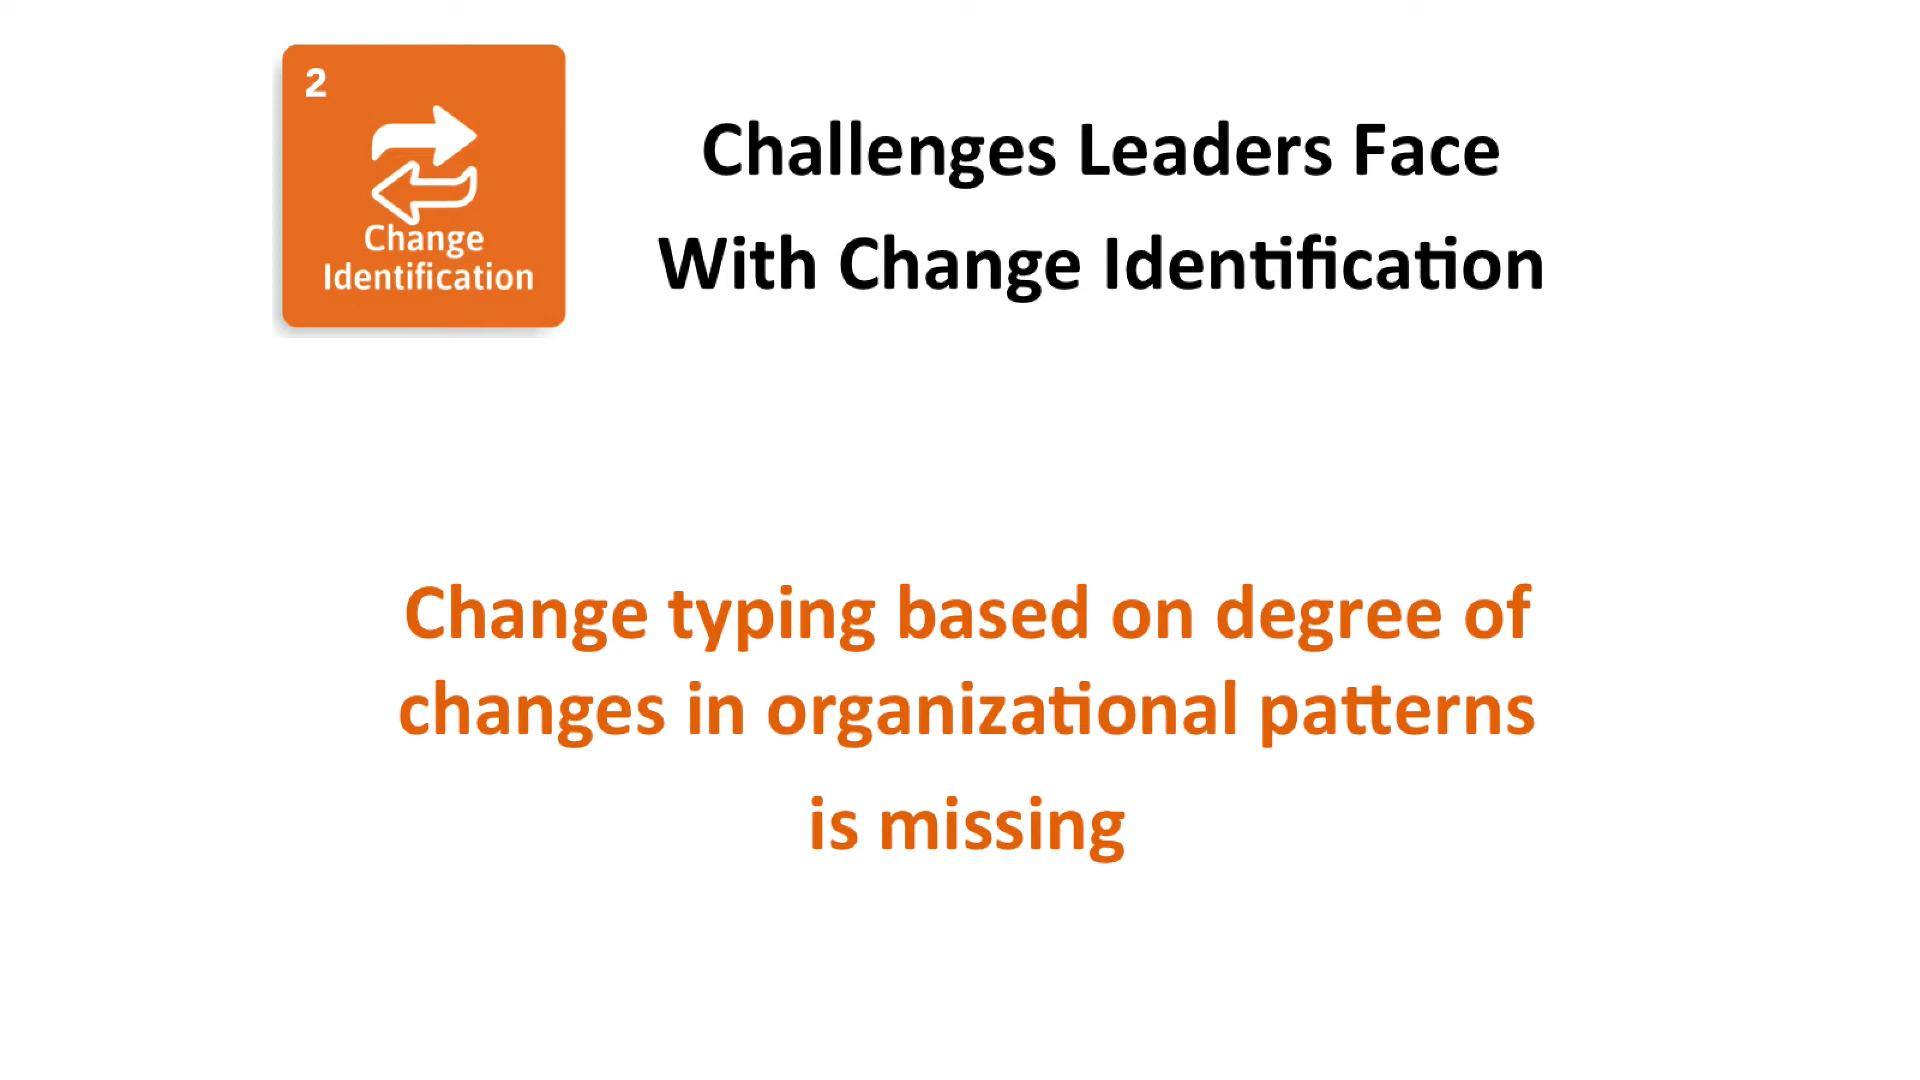 2
Change
Identification
Challenges Leaders Face
With Change Identification
Change typing based on degree of
changes in organizational patterns
is missing